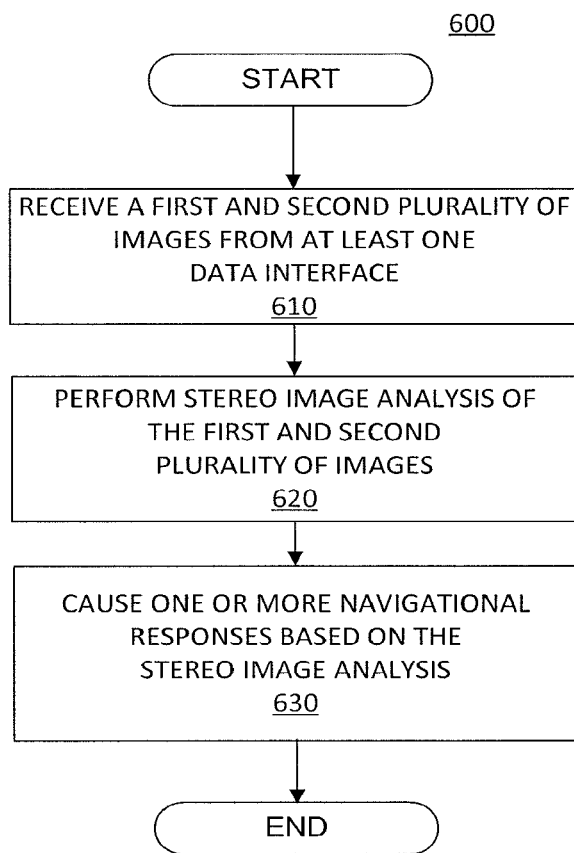 600
START
RECEIVE A FIRST AND SECOND PLURALITY OF
IMAGES FROM AT LEAST ONE
DATA INTERFACE
610
PERFORM STEREO IMAGE ANALYSIS OF
THE FIRST AND SECOND
PLURALITY OF IMAGES
620
CAUSE ONE OR MORE NAVIGATIONAL
RESPONSES BASED ON THE
STEREO IMAGE ANALYSIS
630
END